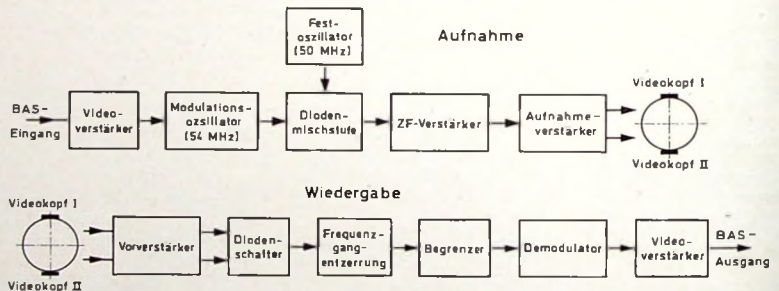 Aufnahme
Fest-
oszillator
(50 MHz)
BAS-
Eingang
Video-
verstärker
Modulations-
ozsillator
(54 MHz)
Dioden-
mischstufe
ZF-Verstärker
Aufnahme-
verstärker
Videokopf I
Videokopf II
Wiedergabe
Videokopf I
Videokopf II
Vorverstärker
Dioden-
schalter
Frequenz-
gang-
entzerrung
Begrenzer
Demodulator
Video-
verstärker
BAS-
Ausgang